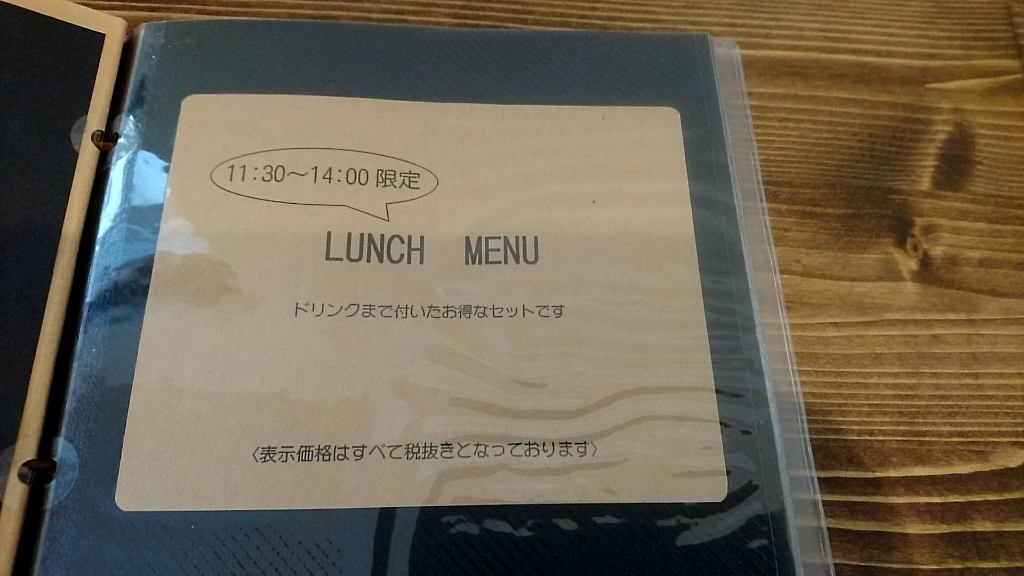 11:30～14:00 限定
LUNCH MENU
ドリンクまで付いたお得なセットです
〈表示価格はすべて税抜きとなっております〉